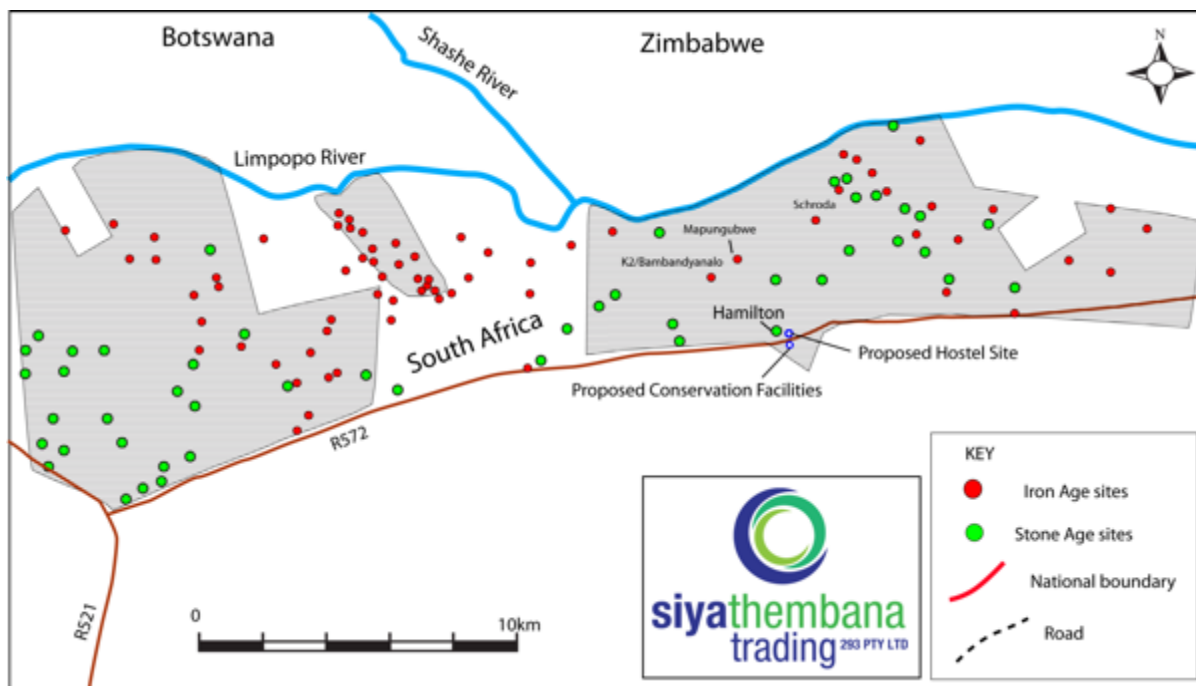 Botswana
Zimbabwe
Shashe River
N
Limpopo River
Schroda
Mapungubwe
K2/Bambandyanalo
Hamilton
South Africa
Proposed Hostel Site
Proposed Conservation Facilities
R572
R521
0
10km
siyathembana
trading 293 PTY LTD
KEY
Iron Age sites
Stone Age sites
National boundary
Road